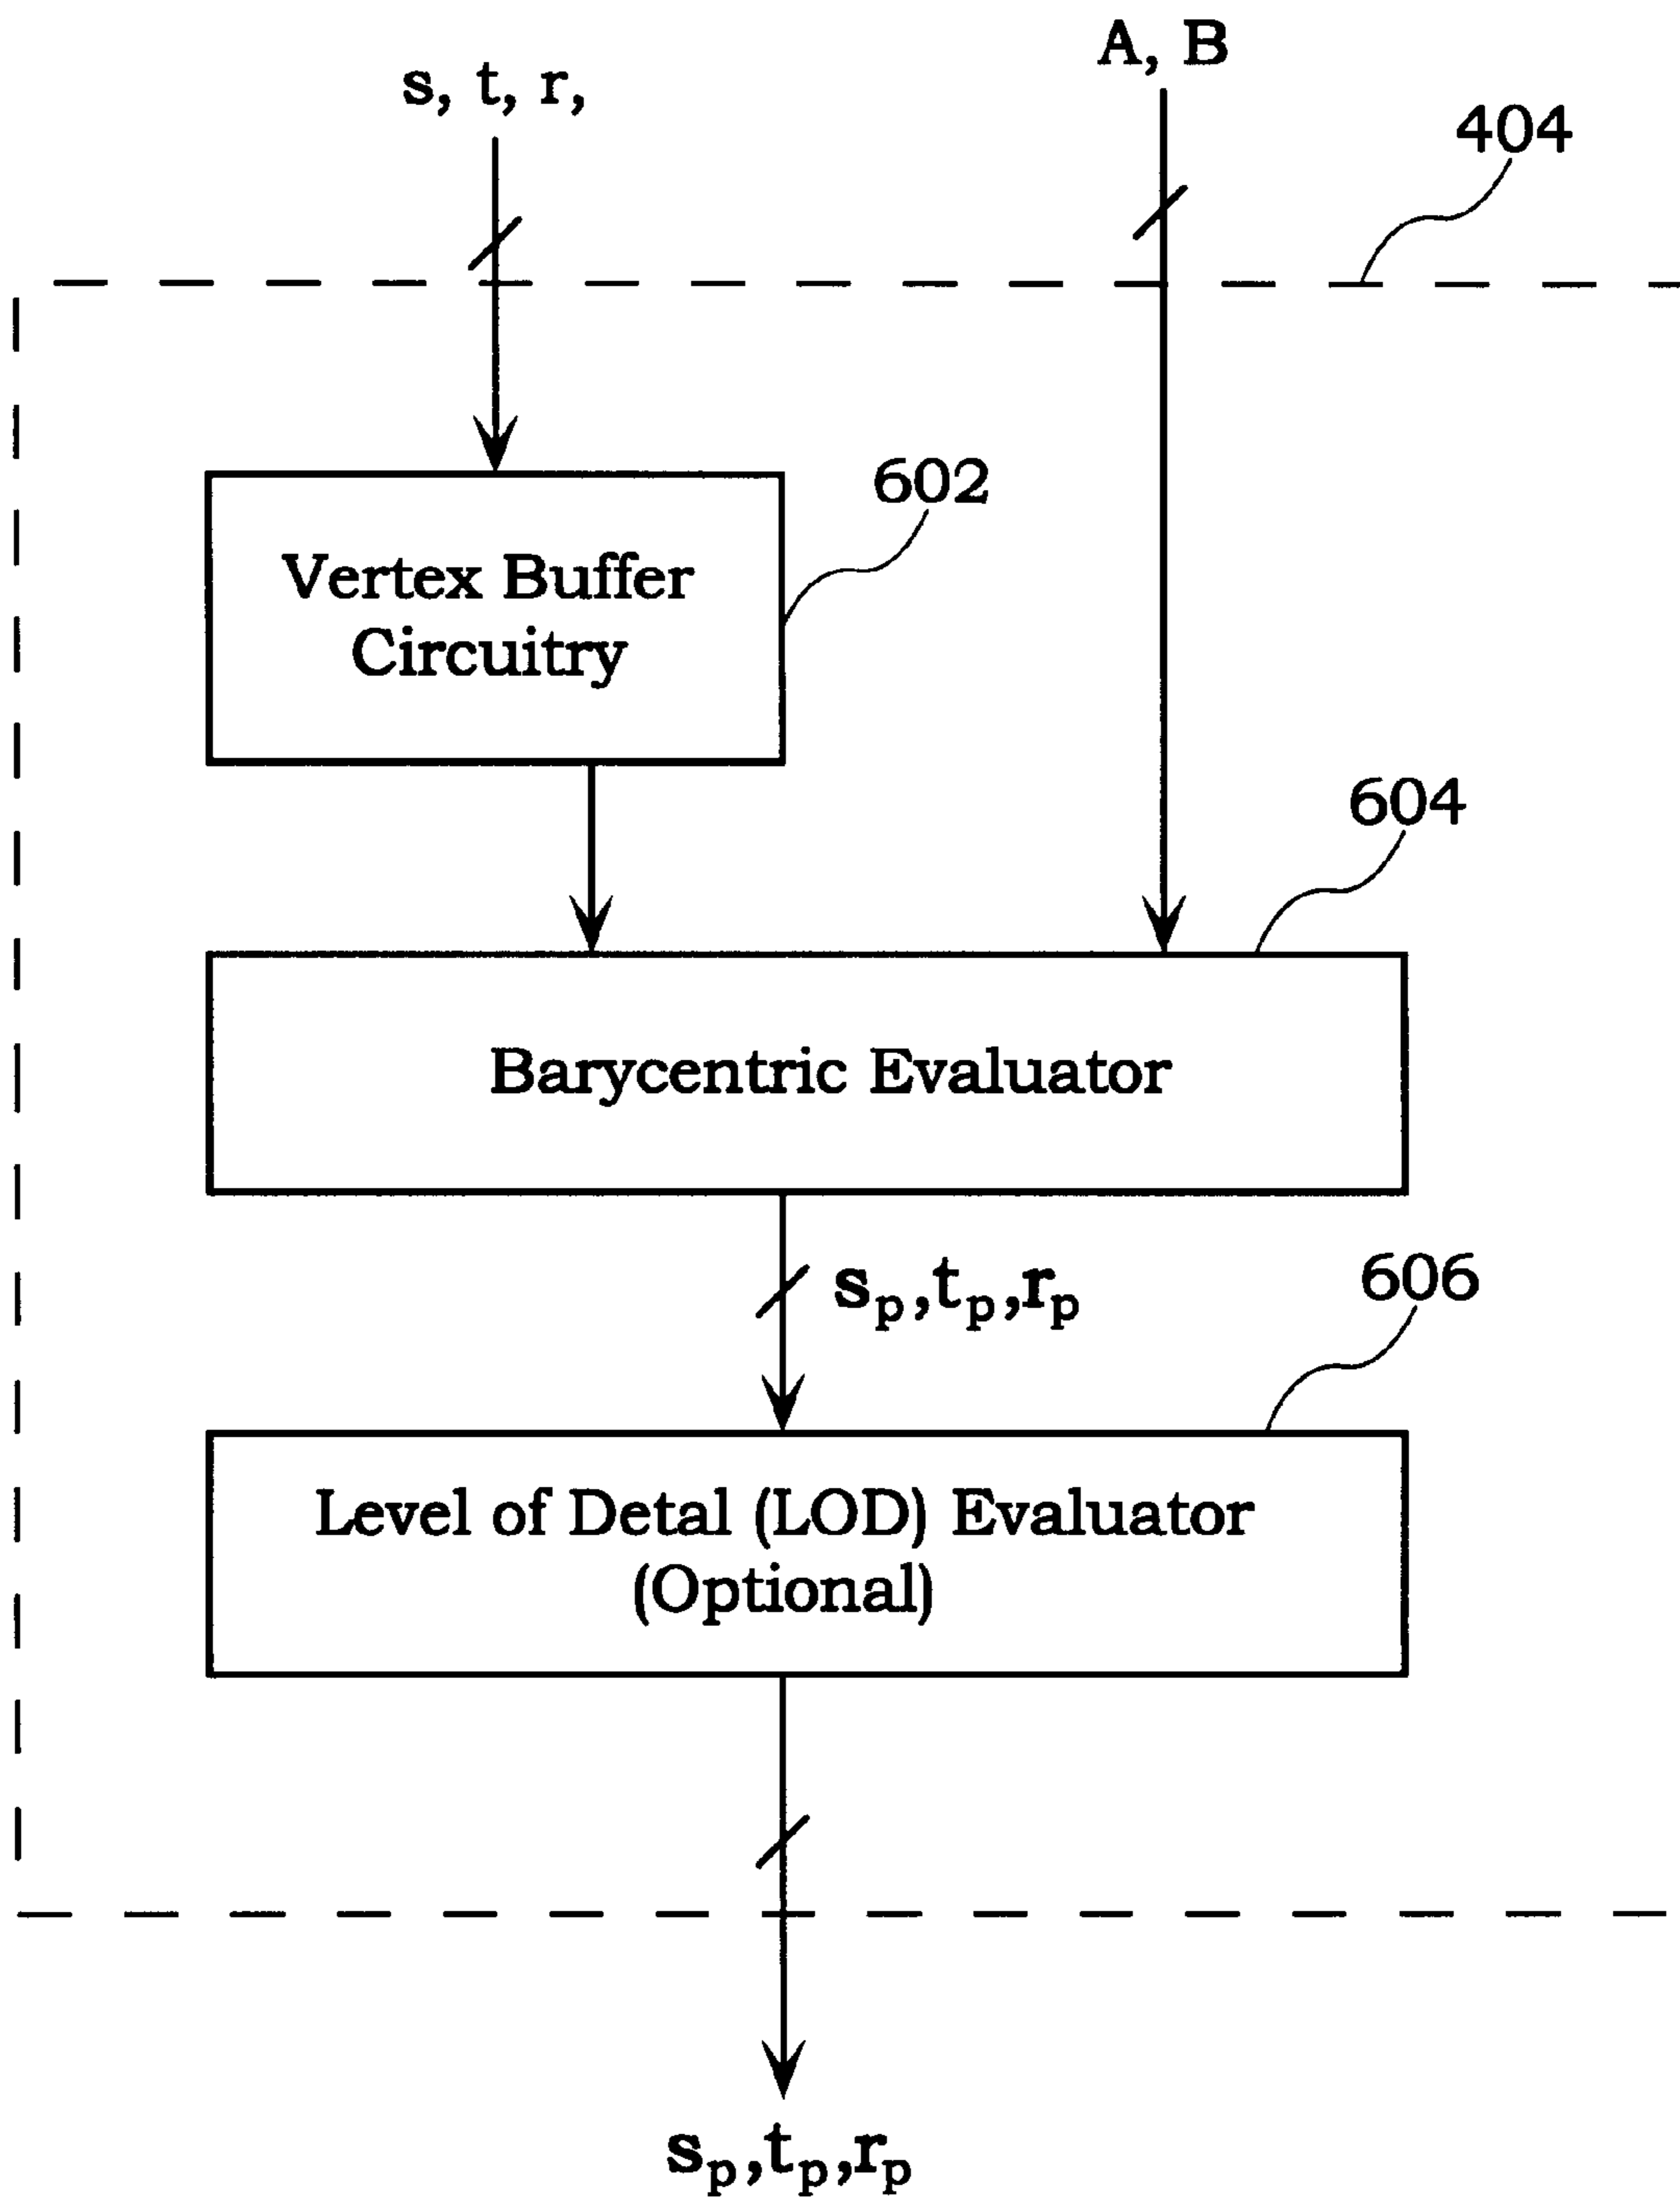 A, B
s, t, r,
404
602
Vertex Buffer
Circuitry
604
Barycentric Evaluator
sp,tp,rp
606
Level of Detal (LOD) Evaluator
(Optional)
sp,tp,rp